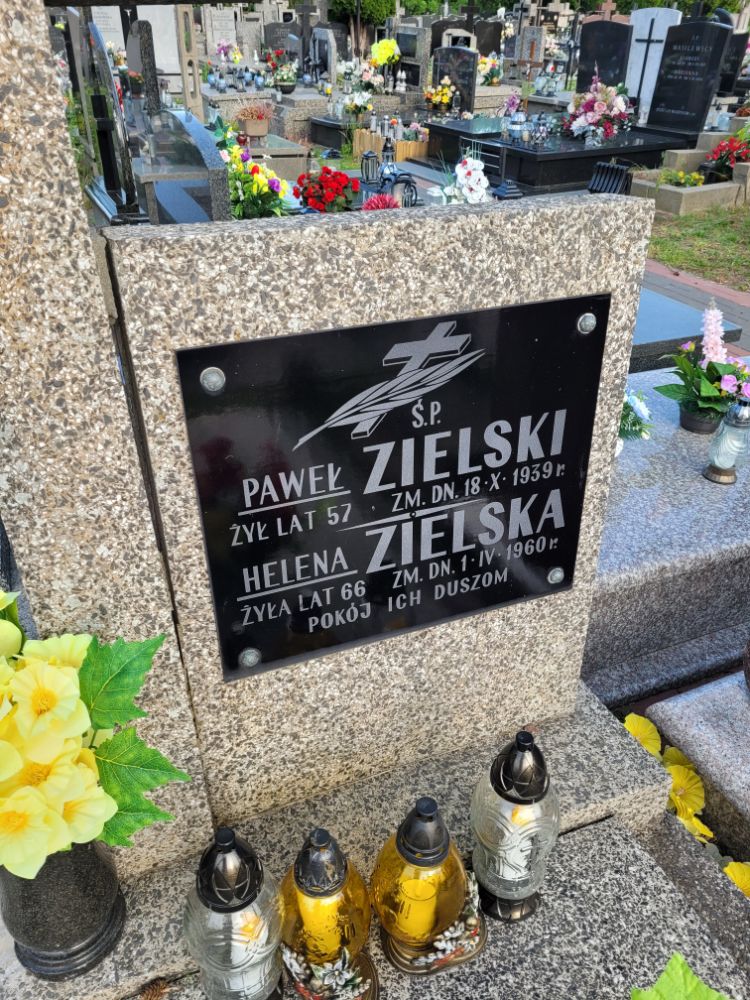 Ś.P.
PAWEŁ ZIELSKI
ŻYŁ LAT 57 ZM. DN. 18·X·1939 r.
HELENA ZIELSKA
ŻYŁA LAT 66 ZM. DN. 1·IV·1960 r.
POKÓJ ICH DUSZOM